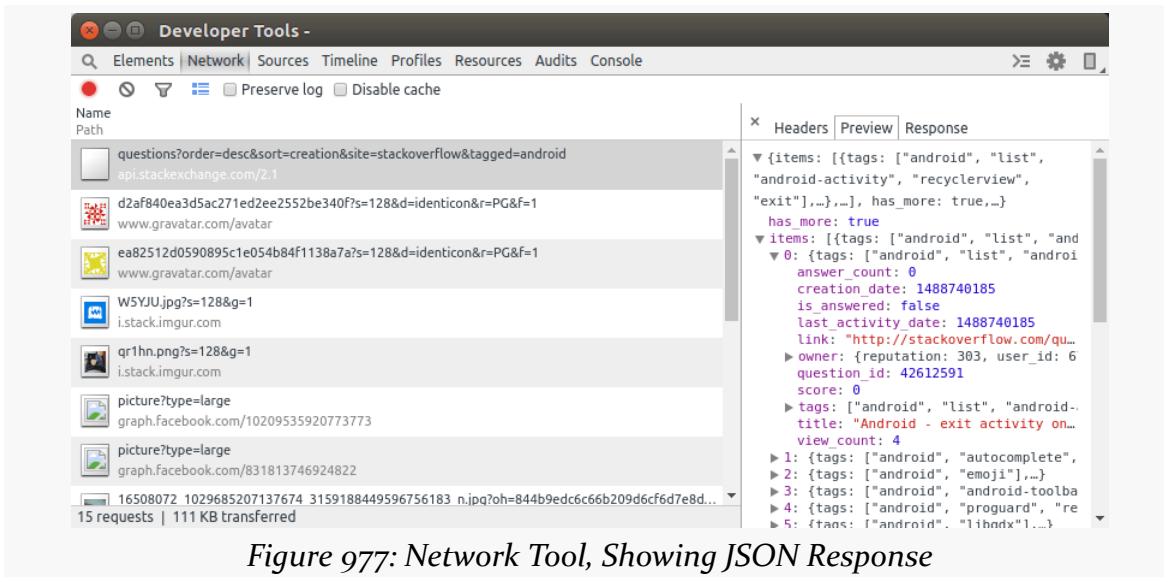 Developer Tools -
Elements Network Sources Timeline Profiles Resources Audits Console
Preserve log Disable cache
Name
Path
questions?order=desc&sort=creation&site=stackoverflow&tagged=android
api.stackexchange.com/2.1
d2af840ea3d5ac271ed2ee2552be340f?s=128&d=identicon&r=PG&f=1
www.gravatar.com/avatar
ea82512d0590895c1e054b84f1138a7a?s=128&d=identicon&r=PG&f=1
www.gravatar.com/avatar
W5YJU.jpg?s=128&g=1
i.stack.imgur.com
qr1hn.png?s=128&g=1
i.stack.imgur.com
picture?type=large
graph.facebook.com/10209535920773773
picture?type=large
graph.facebook.com/831813746924822
16508072_1029685207137674_3159188449596756183_n.jpg?oh=844b9edc6c66b209d6cf6d7e8d...
15 requests | 111 KB transferred
× Headers Preview Response
▼{items: [{tags: ["android", "list",
"android-activity", "recyclerview",
"exit"],…},…], has_more: true,…}
has_more: true
▼items: [{tags: ["android", "list", "and
▼0: {tags: ["android", "list", "androi
answer_count: 0
creation_date: 1488740185
is_answered: false
last_activity_date: 1488740185
link: "http://stackoverflow.com/qu…
▶owner: {reputation: 303, user_id: 6
question_id: 42612591
score: 0
▶tags: ["android", "list", "android-
title: "Android - exit activity on…
view_count: 4
▶1: {tags: ["android", "autocomplete",
▶2: {tags: ["android", "emoji"],…}
▶3: {tags: ["android", "android-toolba
▶4: {tags: ["android", "proguard", "re
▶5: {tags: ["android", "libgdx"],…}
Figure 977: Network Tool, Showing JSON Response